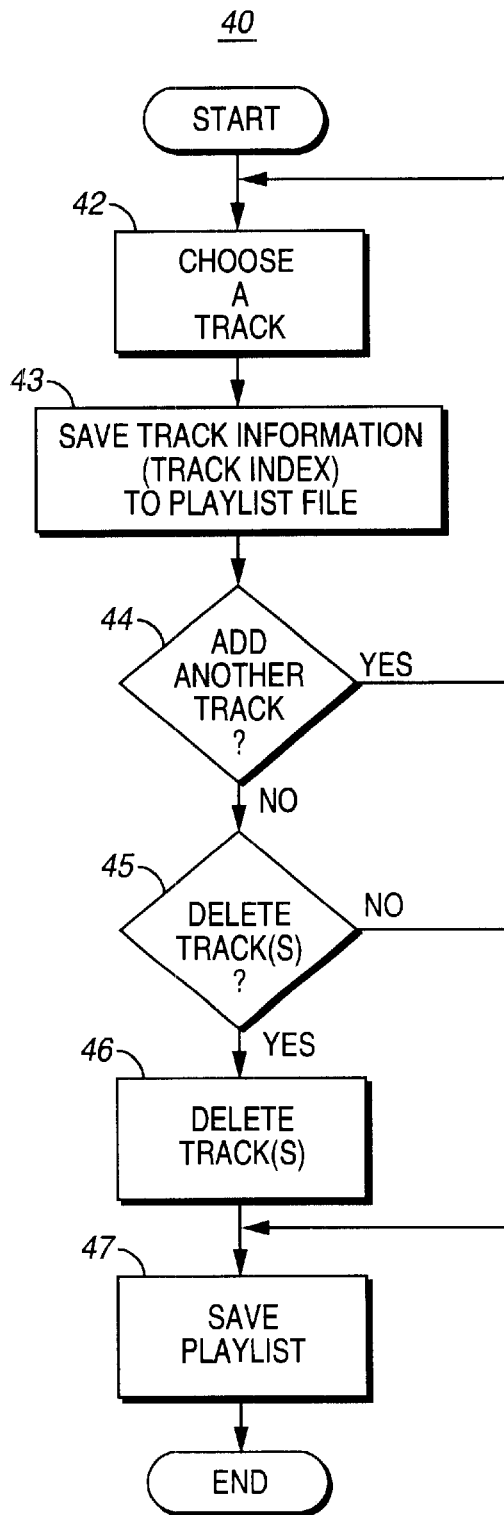 40
START
42
CHOOSE
A
TRACK
43
SAVE TRACK INFORMATION
(TRACK INDEX)
TO PLAYLIST FILE
44
ADD
ANOTHER
TRACK
?
YES
NO
45
DELETE
TRACK(S)
?
NO
YES
46
DELETE
TRACK(S)
47
SAVE
PLAYLIST
END